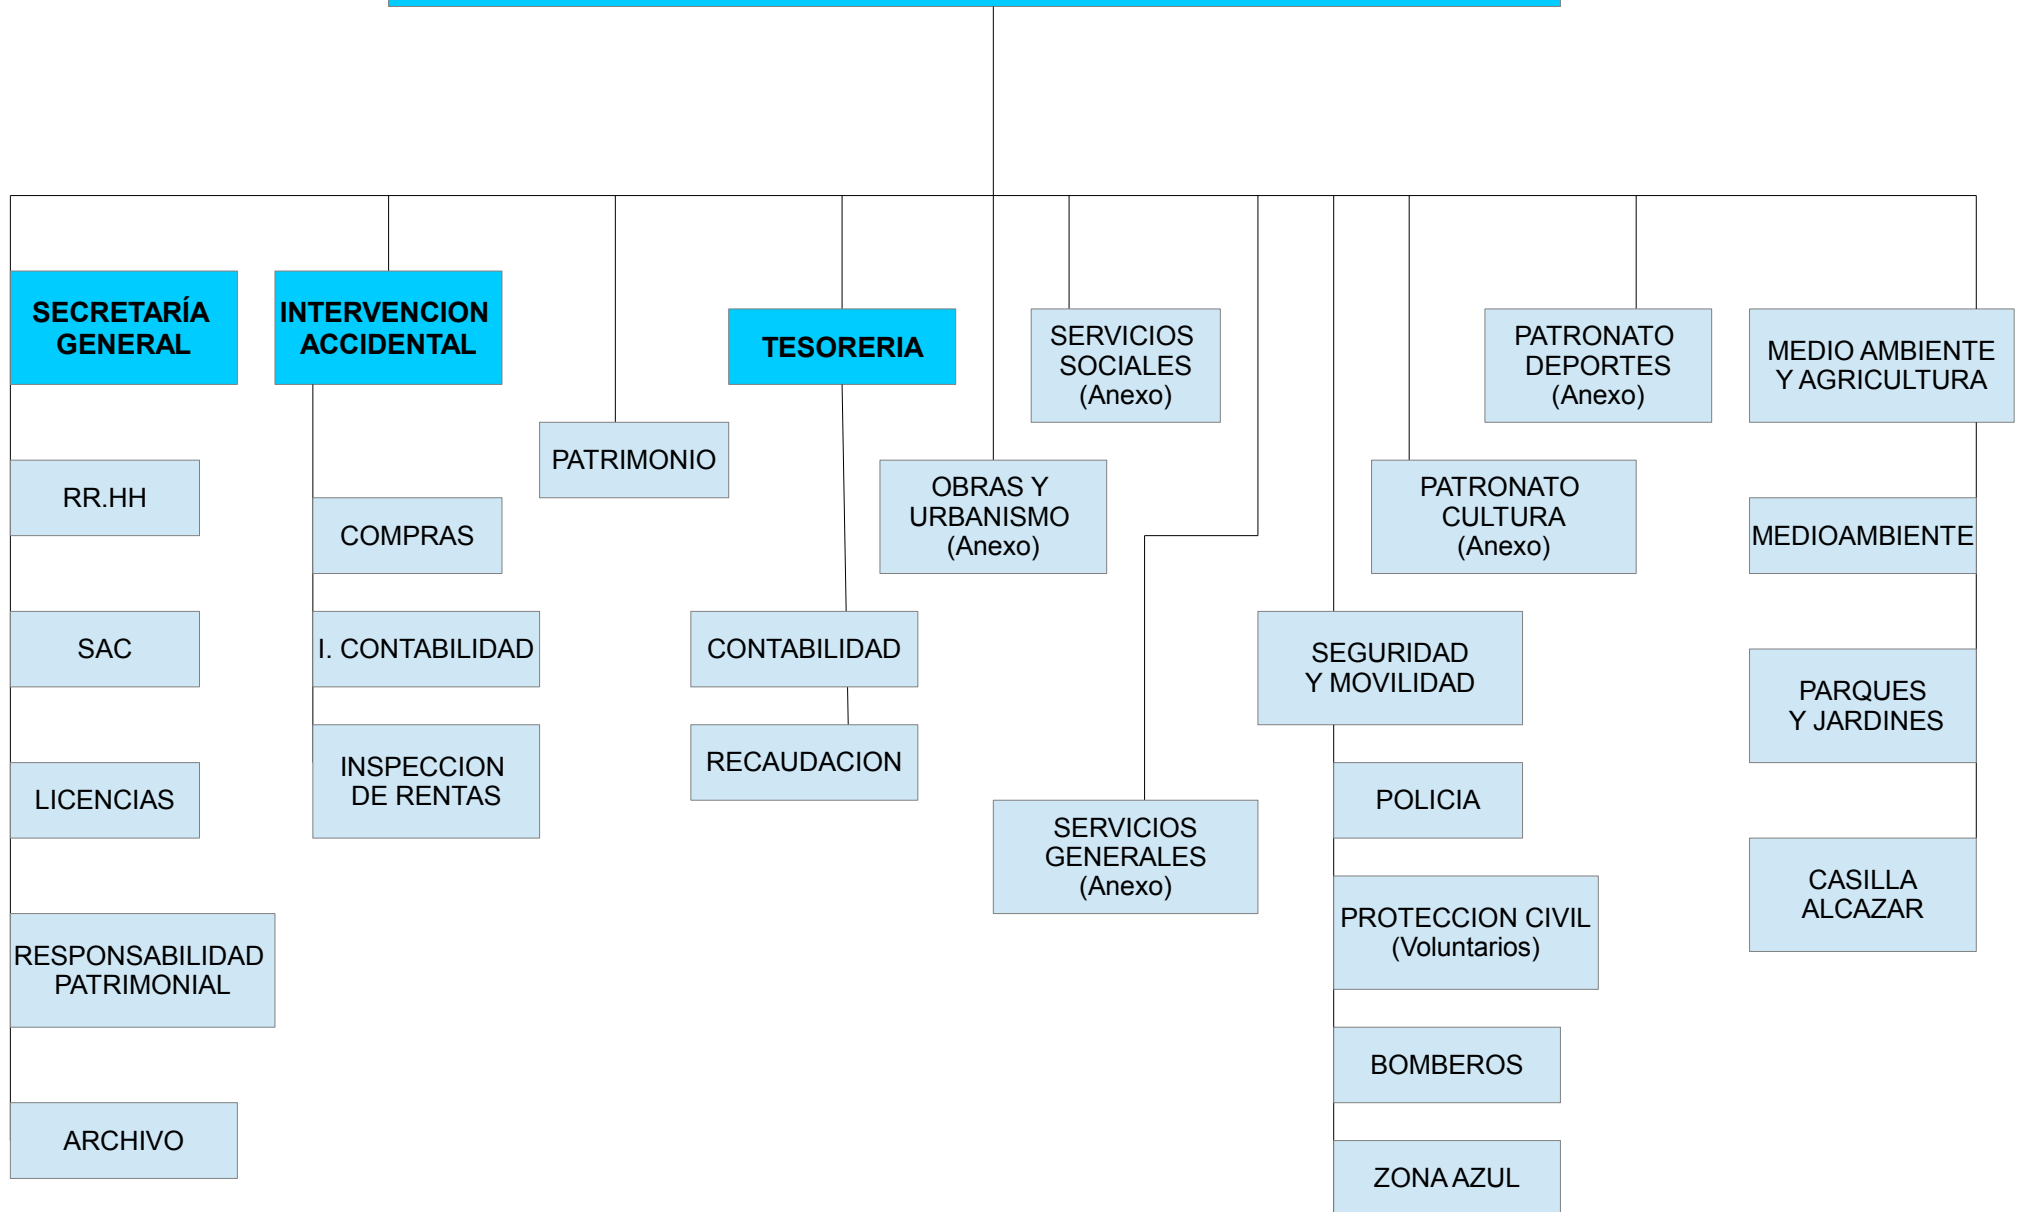 SECRETARÍA
GENERAL
INTERVENCION
ACCIDENTAL
TESORERIA
SERVICIOS
SOCIALES
(Anexo)
PATRONATO
DEPORTES
(Anexo)
MEDIO AMBIENTE
Y AGRICULTURA
RR.HH
COMPRAS
PATRIMONIO
OBRAS Y
URBANISMO
(Anexo)
PATRONATO
CULTURA
(Anexo)
MEDIOAMBIENTE
SAC
I. CONTABILIDAD
CONTABILIDAD
SEGURIDAD
Y MOVILIDAD
PARQUES
Y JARDINES
LICENCIAS
INSPECCION
DE RENTAS
RECAUDACION
SERVICIOS
GENERALES
(Anexo)
POLICIA
CASILLA
ALCAZAR
RESPONSABILIDAD
PATRIMONIAL
PROTECCION CIVIL
(Voluntarios)
BOMBEROS
ARCHIVO
ZONA AZUL